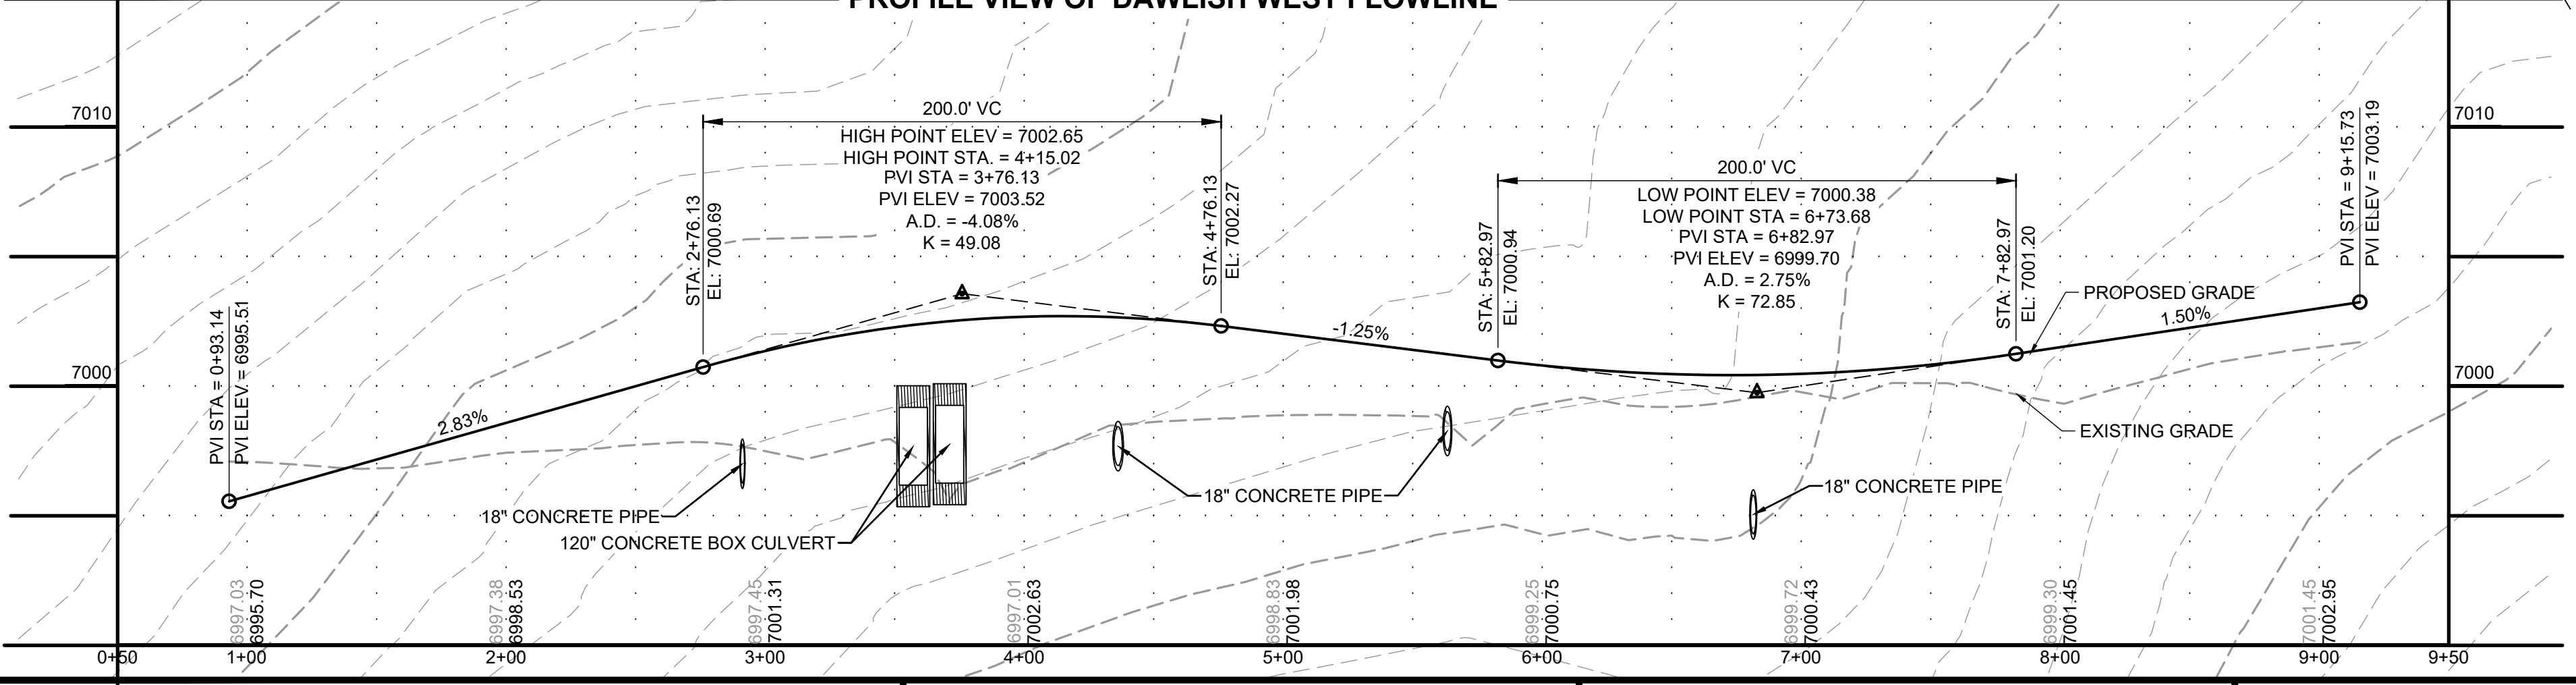 PROFILE VIEW OF DAWLISH WEST FLOWLINE
7010
7010
200.0' VC
HIGH POINT ELEV = 7002.65
HIGH POINT STA. = 4+15.02
PVI STA = 3+76.13
PVI ELEV = 7003.52
A.D. = -4.08%
K = 49.08
200.0' VC
LOW POINT ELEV = 7000.38
LOW POINT STA = 6+73.68
PVI STA = 6+82.97
PVI ELEV = 6999.70
A.D. = 2.75%
K = 72.85
PVI STA = 0+93.14
PVI ELEV = 6995.51
STA: 2+76.13
EL: 7000.69
STA: 4+76.13
EL: 7002.27
STA: 5+82.97
EL: 7000.94
STA: 7+82.97
EL: 7001.20
PVI STA = 9+15.73
PVI ELEV = 7003.19
7000
7000
2.83%
-1.25%
1.50%
PROPOSED GRADE
EXISTING GRADE
18" CONCRETE PIPE
120" CONCRETE BOX CULVERT
18" CONCRETE PIPE
18" CONCRETE PIPE
6997.03
6995.70
6997.38
6998.53
6997.45
7001.31
6997.01
7002.63
6998.83
7001.98
6999.25
7000.75
6999.72
7000.43
6999.30
7001.45
7001.45
7002.95
0+50
1+00
2+00
3+00
4+00
5+00
6+00
7+00
8+00
9+00
9+50